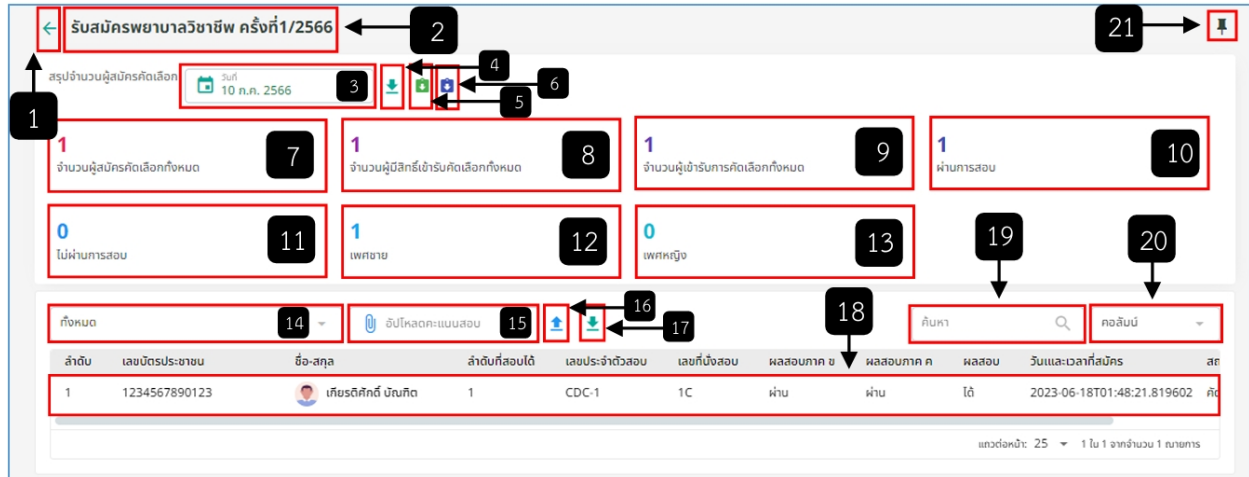 รับสมัครพยาบาลวิชาชีพ ครั้งที่1/2566
2
21
1
สรุปจำนวนผู้สมัครคัดเลือก
วันที่
10 ก.ค. 2566
3
4
5
6
1
จำนวนผู้สมัครคัดเลือกทั้งหมด
7
1
จำนวนผู้มีสิทธิ์เข้ารับคัดเลือกทั้งหมด
8
1
จำนวนผู้เข้ารับการคัดเลือกทั้งหมด
9
1
ผ่านการสอบ
10
0
ไม่ผ่านการสอบ
11
1
เพศชาย
12
0
เพศหญิง
13
19
20
ทั้งหมด
14
อัปโหลดคะแนนสอบ
15
16
17
18
ค้นหา
คอลัมน์
ลำดับ เลขบัตรประชาชน ชื่อ-สกุล ลำดับที่สอบได้ เลขประจำตัวสอบ เลขที่นั่งสอบ ผลสอบภาค ข ผลสอบภาค ค ผลสอบ วันและเวลาที่สมัคร
1 1234567890123 เกียรติศักดิ์ บัณฑิต 1 CDC-1 1C ผ่าน ผ่าน ได้ 2023-06-18T01:48:21.819602
แถวต่อหน้า: 25 1 ใน 1 จากจำนวน 1 รายการ